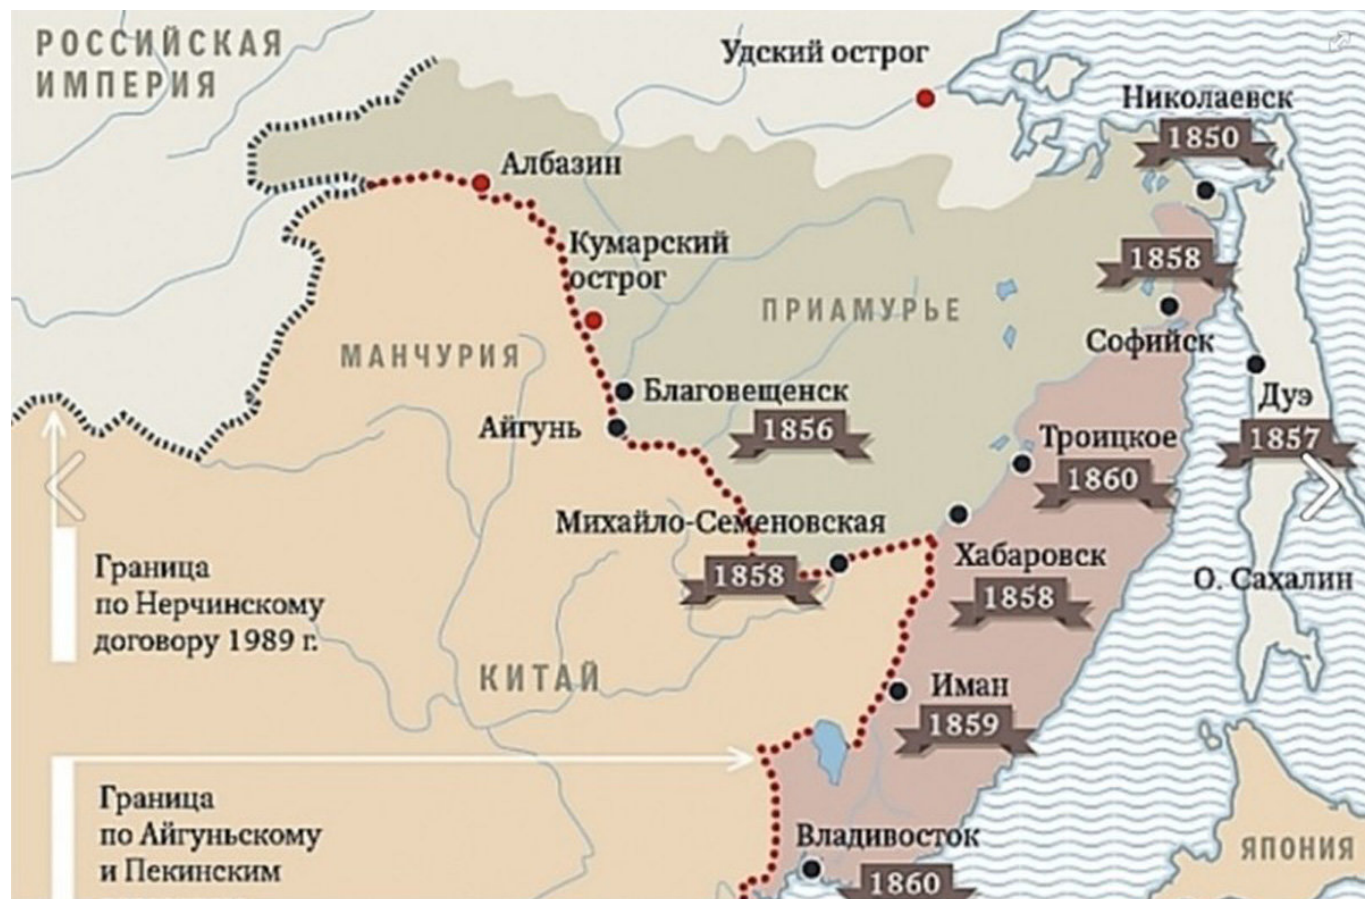 РОССИЙСКАЯ
ИМПЕРИЯ
Удский острог
Николаевск
1850
Албазин
Кумарский
острог
1858
ПРИАМУРЬЕ
Софийск
МАНЧУРИЯ
Благовещенск
1856
Дуэ
1857
Айгунь
Троицкое
1860
Михайло-Семеновская
1858
Хабаровск
1858
О. Сахалин
Граница
по Нерчинскому
договору 1989 г.
КИТАЙ
Иман
1859
Граница
по Айгуньскому
и Пекинским
Владивосток
1860
ЯПОНИЯ